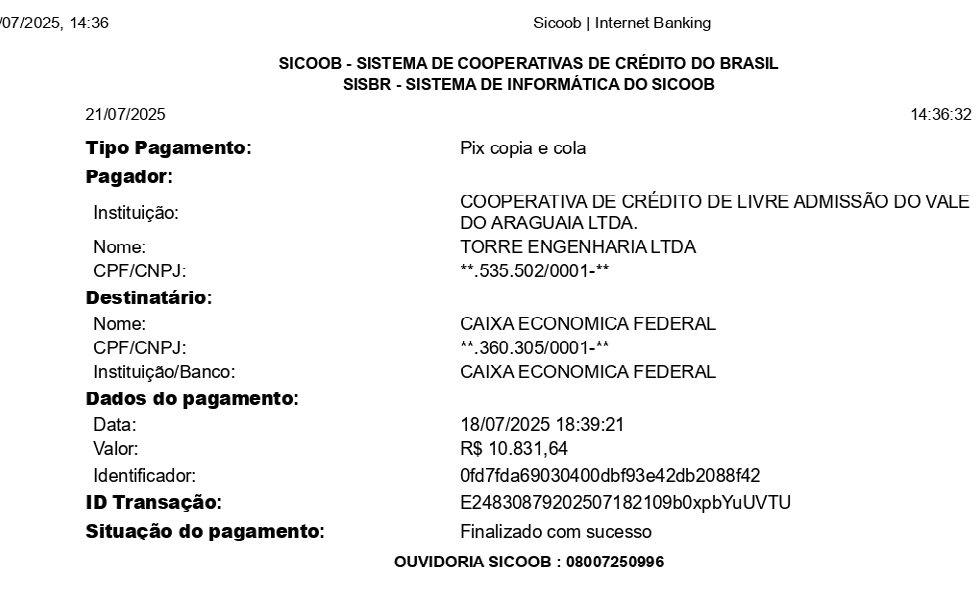 /07/2025, 14:36
Sicoob | Internet Banking
SICOOB - SISTEMA DE COOPERATIVAS DE CRÉDITO DO BRASIL
SISBR - SISTEMA DE INFORMÁTICA DO SICOOB
21/07/2025 14:36:32
Tipo Pagamento: Pix copia e cola
Pagador:
Instituição: COOPERATIVA DE CRÉDITO DE LIVRE ADMISSÃO DO VALE
DO ARAGUAIA LTDA.
Nome: TORRE ENGENHARIA LTDA
CPF/CNPJ: **.535.502/0001-**
Destinatário:
Nome: CAIXA ECONOMICA FEDERAL
CPF/CNPJ: **.360.305/0001-**
Instituição/Banco: CAIXA ECONOMICA FEDERAL
Dados do pagamento:
Data: 18/07/2025 18:39:21
Valor: R$ 10.831,64
Identificador: 0fd7fda69030400dbf93e42db2088f42
ID Transação: E24830879202507182109b0xpbYuUVTU
Situação do pagamento: Finalizado com sucesso
OUVIDORIA SICOOB : 08007250996